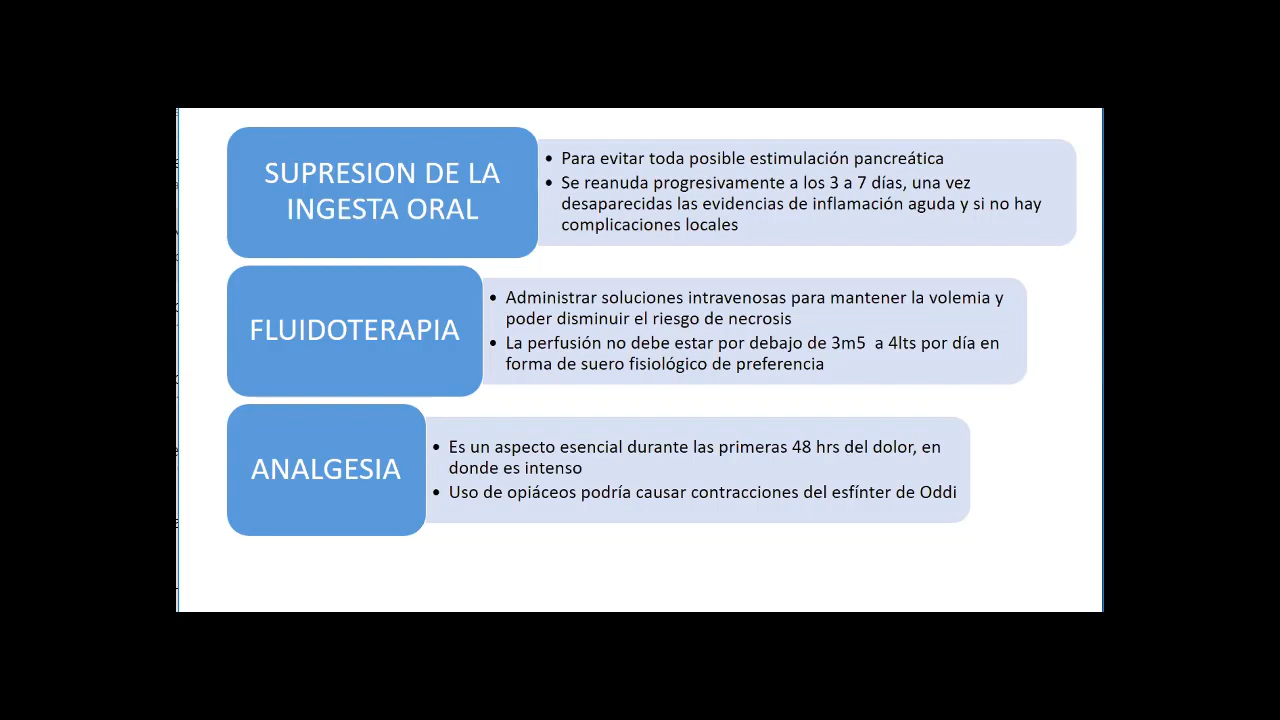 SUPRESION DE LA
INGESTA ORAL
• Para evitar toda posible estimulación pancreática
• Se reanuda progresivamente a los 3 a 7 días, una vez
desaparecidas las evidencias de inflamación aguda y si no hay
complicaciones locales
FLUIDOTERAPIA
• Administrar soluciones intravenosas para mantener la volemia y
poder disminuir el riesgo de necrosis
• La perfusión no debe estar por debajo de 3m5 a 4lts por día en
forma de suero fisiológico de preferencia
ANALGESIA
• Es un aspecto esencial durante las primeras 48 hrs del dolor, en
donde es intenso
• Uso de opiáceos podría causar contracciones del esfínter de Oddi